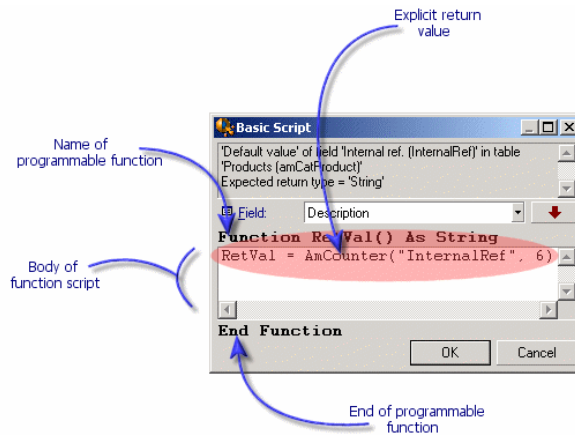 Explicit return
value
Basic Script
'Default value' of field 'Internal ref. (InternalRef)' in table
'Products (amCatProduct)'
Expected return type = 'String'
Name of
programmable function
Field:
Description
Function RetVal() As String
RetVal = AmCounter("InternalRef", 6)
Body of
function script
End Function
OK
Cancel
End of programmable
function